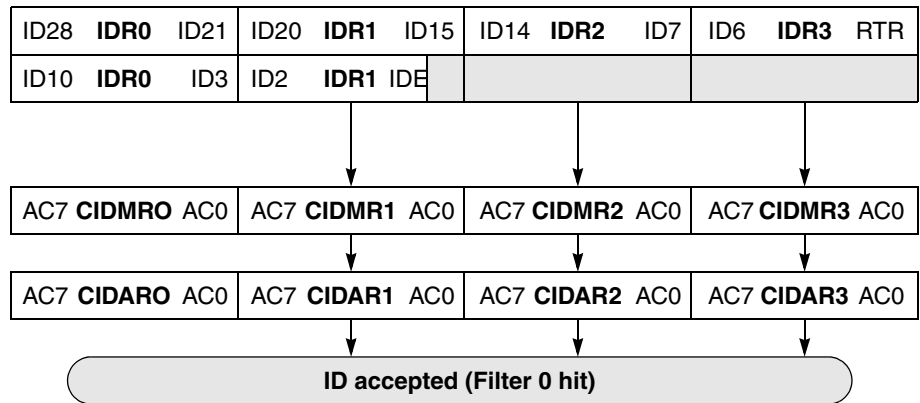 ID28 IDR0 ID21 ID20 IDR1 ID15 ID14 IDR2 ID7 ID6 IDR3 RTR
ID10 IDR0 ID3 ID2 IDR1 IDE
AC7 CIDMRO AC0 AC7 CIDMR1 AC0 AC7 CIDMR2 AC0 AC7 CIDMR3 AC0
AC7 CIDARO AC0 AC7 CIDAR1 AC0 AC7 CIDAR2 AC0 AC7 CIDAR3 AC0
ID accepted (Filter 0 hit)